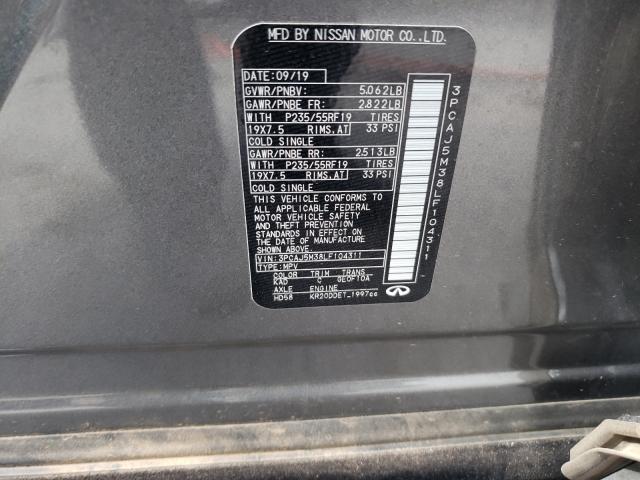 MFD BY NISSAN MOTOR CO.,LTD.
DATE: 09/19
GVWR/PNBV: 5.062LB
GAWR/PNBE FR: 2.822LB
WITH P235/55RF19 TIRES
19X7.5 RIMS.AT 33 PSI
COLD SINGLE
GAWR/PNBE RR: 2.513LB
WITH P235/55RF19 TIRES
19X7.5 RIMS.AT 33 PSI
COLD SINGLE
THIS VEHICLE CONFORMS TO
ALL APPLICABLE FEDERAL
MOTOR VEHICLE SAFETY
AND THEFT PREVENTION
STANDARDS IN EFFECT ON
THE DATE OF MANUFACTURE
SHOWN ABOVE.
VIN: 3PCAJ5M38LF104311
TYPE: MPV
COLOR TRIM TRANS
KAD C GEOF10A
AXLE ENGINE
HD58 KR20DDET 1997cc
3PCAJ5M38LF104311